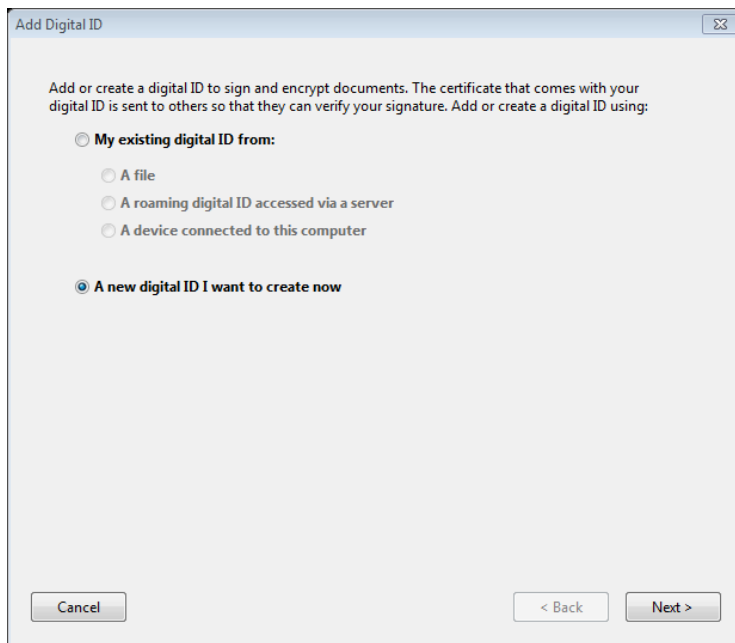 Add Digital ID
Add or create a digital ID to sign and encrypt documents. The certificate that comes with your
digital ID is sent to others so that they can verify your signature. Add or create a digital ID using:
My existing digital ID from:
A file
A roaming digital ID accessed via a server
A device connected to this computer
A new digital ID I want to create now
Cancel
< Back
Next >